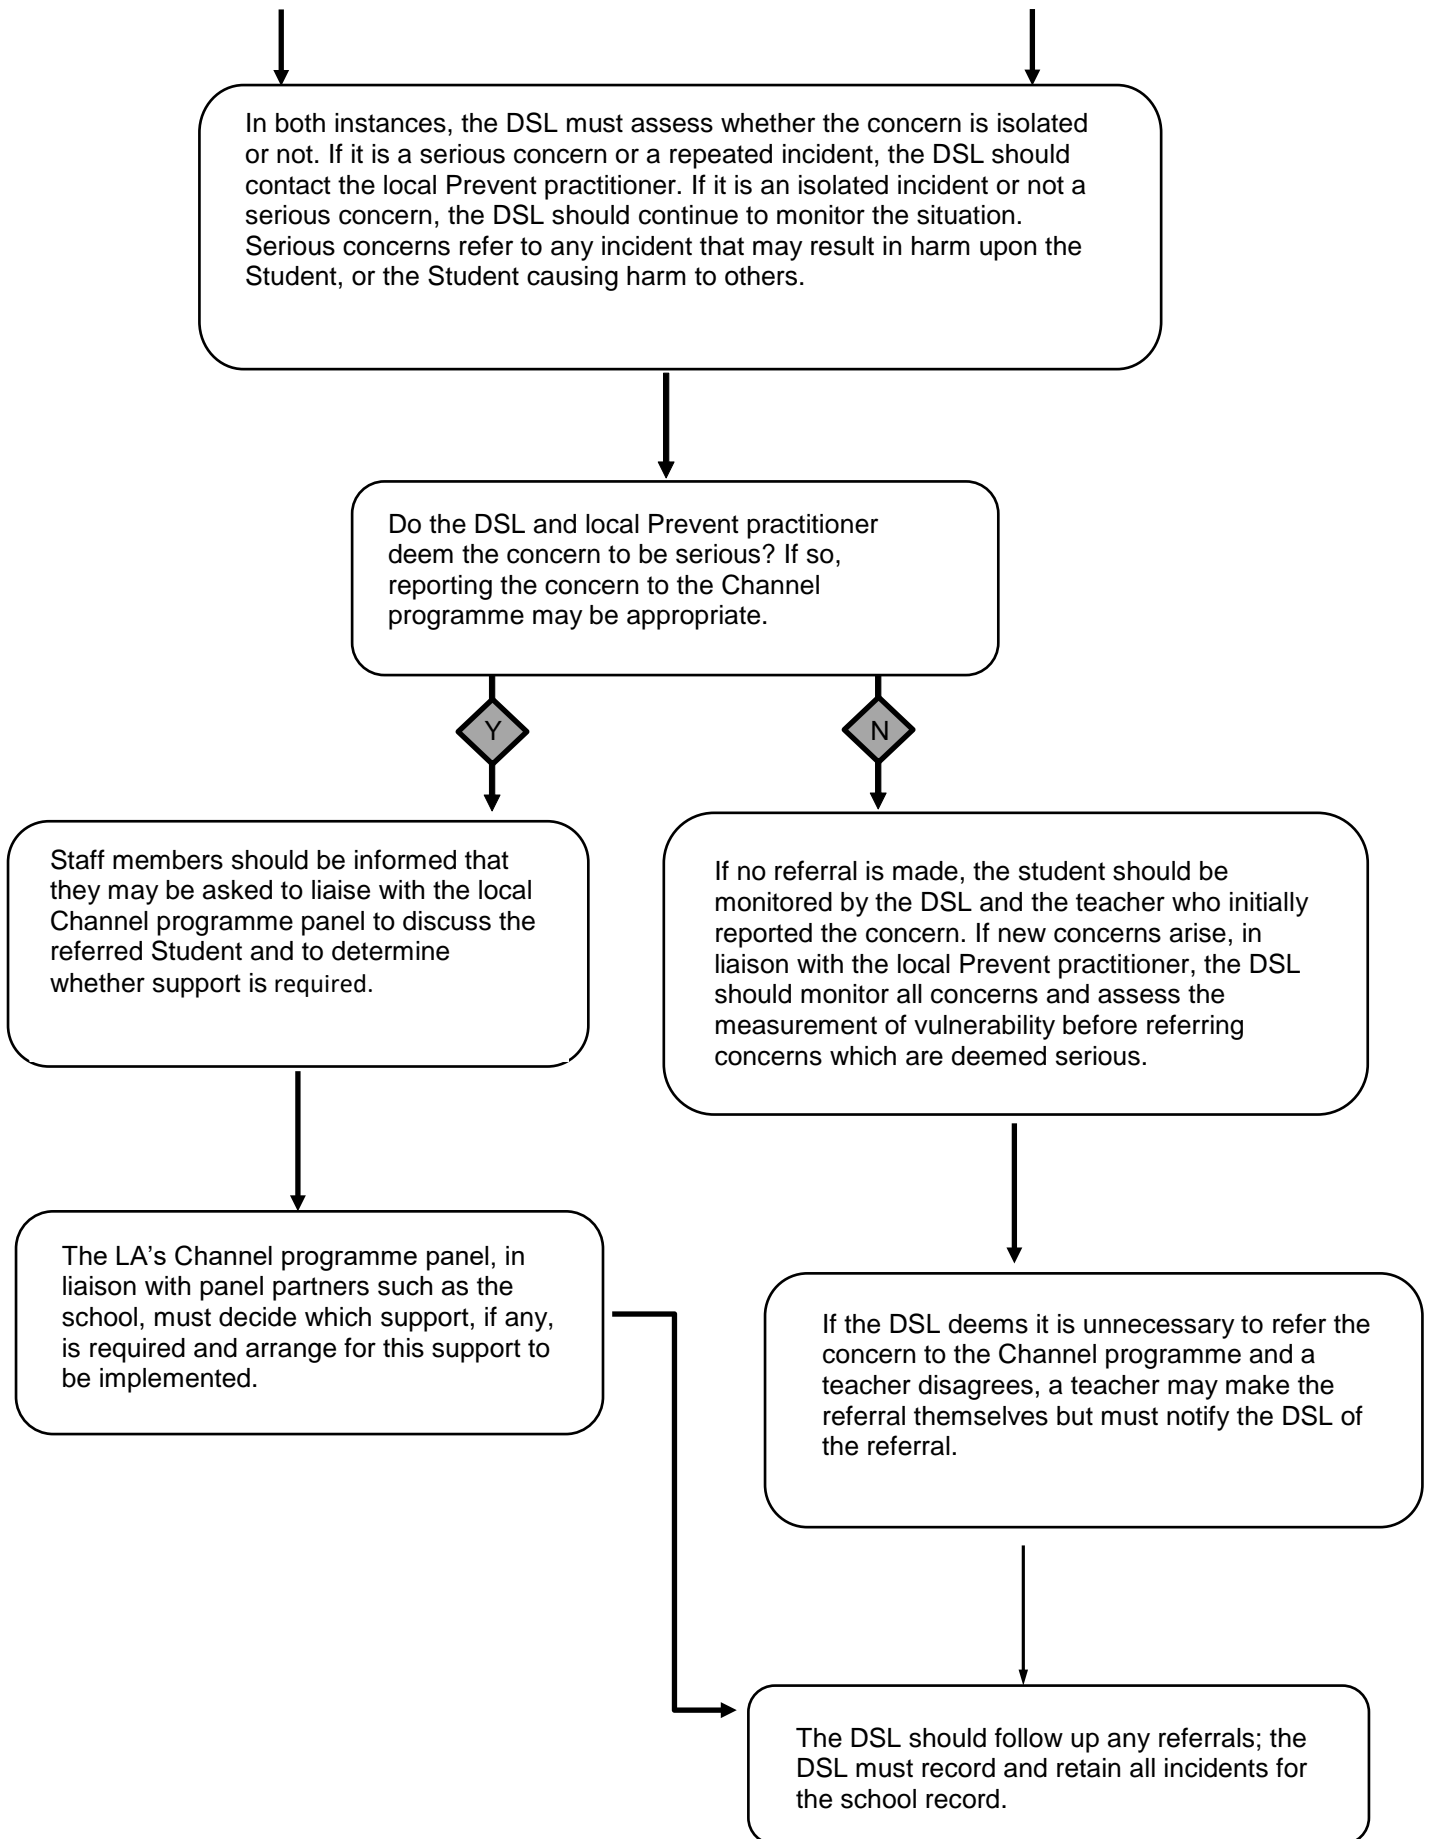 In both instances, the DSL must assess whether the concern is isolated
or not. If it is a serious concern or a repeated incident, the DSL should
contact the local Prevent practitioner. If it is an isolated incident or not a
serious concern, the DSL should continue to monitor the situation.
Serious concerns refer to any incident that may result in harm upon the
Student, or the Student causing harm to others.
Do the DSL and local Prevent practitioner
deem the concern to be serious? If so,
reporting the concern to the Channel
programme may be appropriate.
Y
N
Staff members should be informed that
they may be asked to liaise with the local
Channel programme panel to discuss the
referred Student and to determine
whether support is required.
If no referral is made, the student should be
monitored by the DSL and the teacher who initially
reported the concern. If new concerns arise, in
liaison with the local Prevent practitioner, the DSL
should monitor all concerns and assess the
measurement of vulnerability before referring
concerns which are deemed serious.
The LA’s Channel programme panel, in
liaison with panel partners such as the
school, must decide which support, if any,
is required and arrange for this support to
be implemented.
If the DSL deems it is unnecessary to refer the
concern to the Channel programme and a
teacher disagrees, a teacher may make the
referral themselves but must notify the DSL of
the referral.
The DSL should follow up any referrals; the
DSL must record and retain all incidents for
the school record.